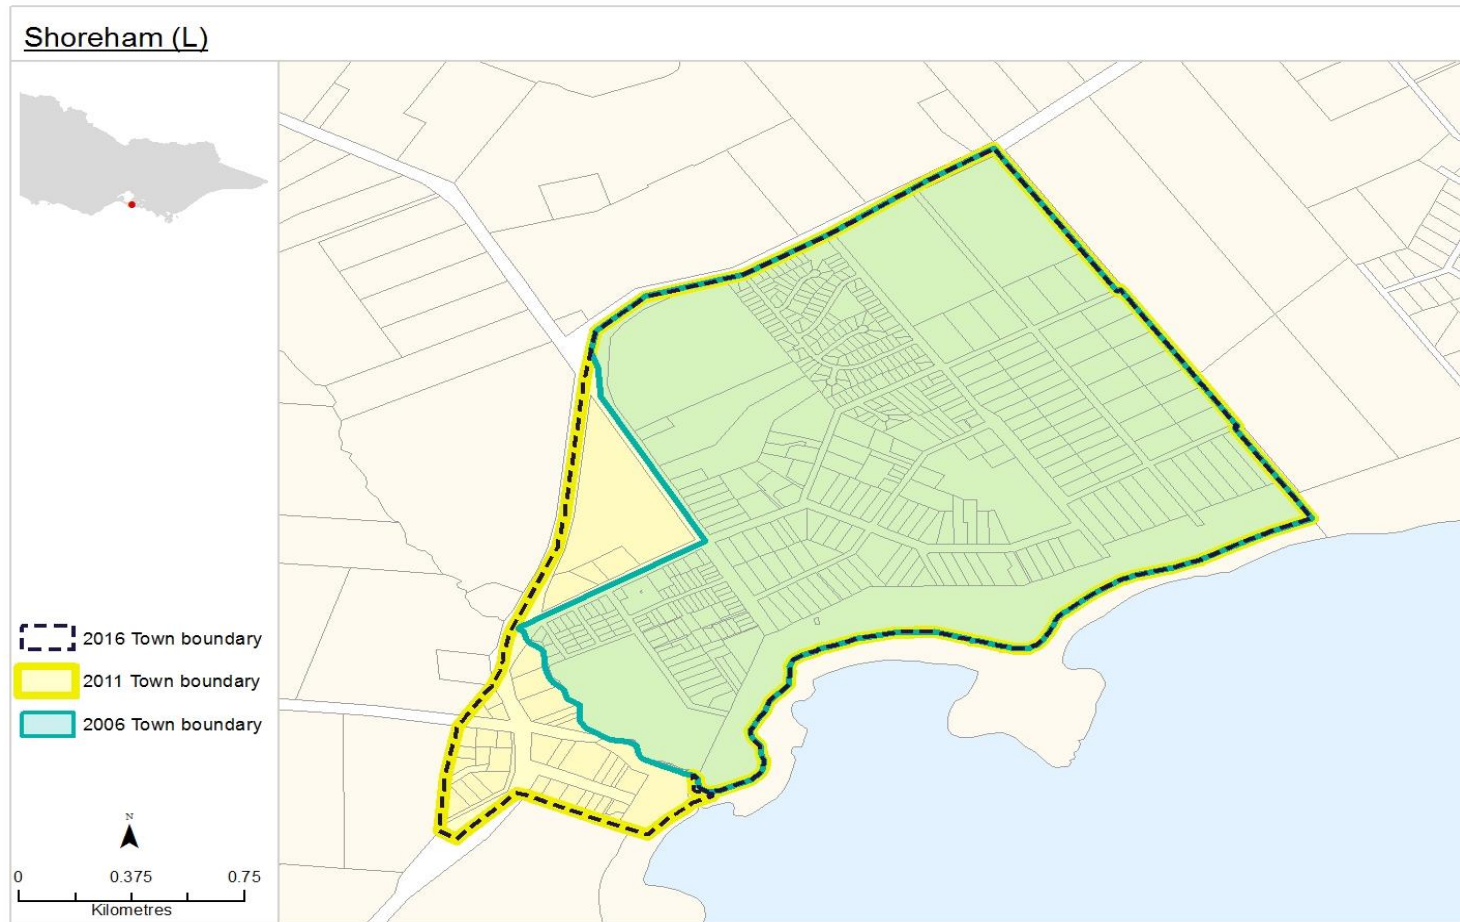 Shoreham (L)
2016 Town boundary
2011 Town boundary
2006 Town boundary
N
0 0.375 0.75
Kilometres